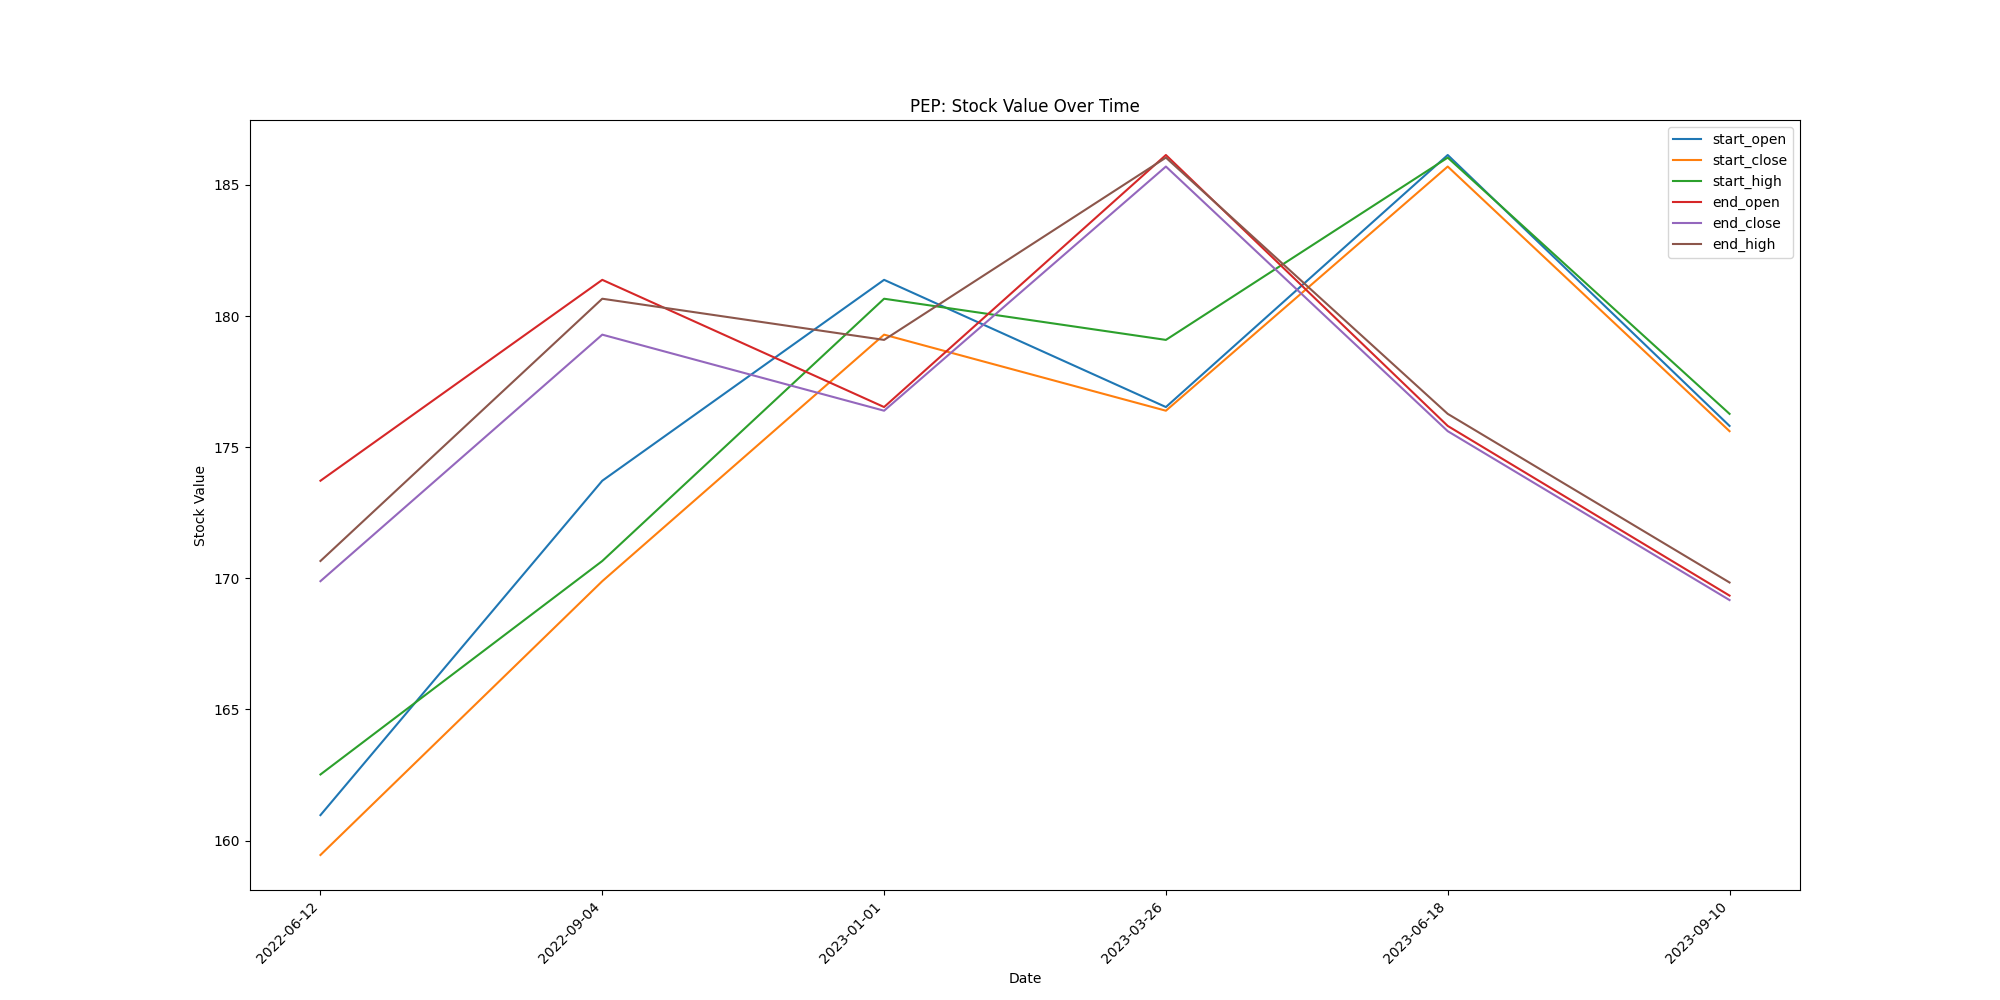 PEP: Stock Value Over Time
start_open
start_close
start_high
end_open
end_close
end_high
185
180
175
170
165
160
Stock Value
2022-06-12
2022-09-04
2023-01-01
2023-03-26
2023-06-18
2023-09-10
Date